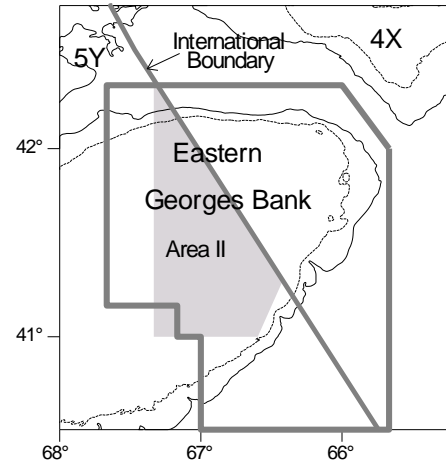 5Y
International
Boundary
4X
42°
Eastern
Georges Bank
Area II
41°
68°
67°
66°